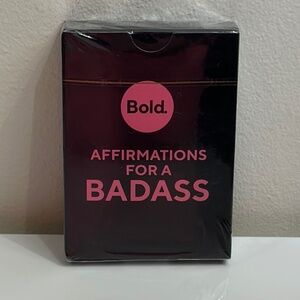 Bold.
AFFIRMATIONS
FOR A
BADASS